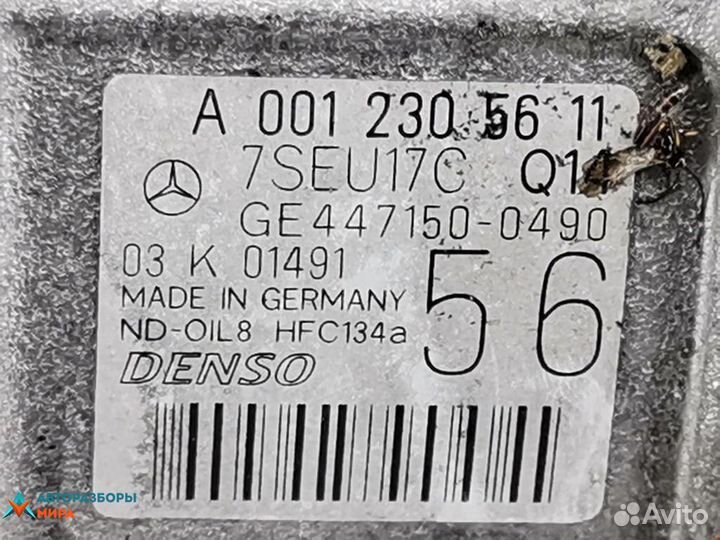 A 001 230 56 11
7SEU17C Q1
GE447150-0490
03 K 01491
56
MADE IN GERMANY
ND-OIL8 HFC134a
DENSO
АВТОРАЗБОРЫ
МИРА
Avito